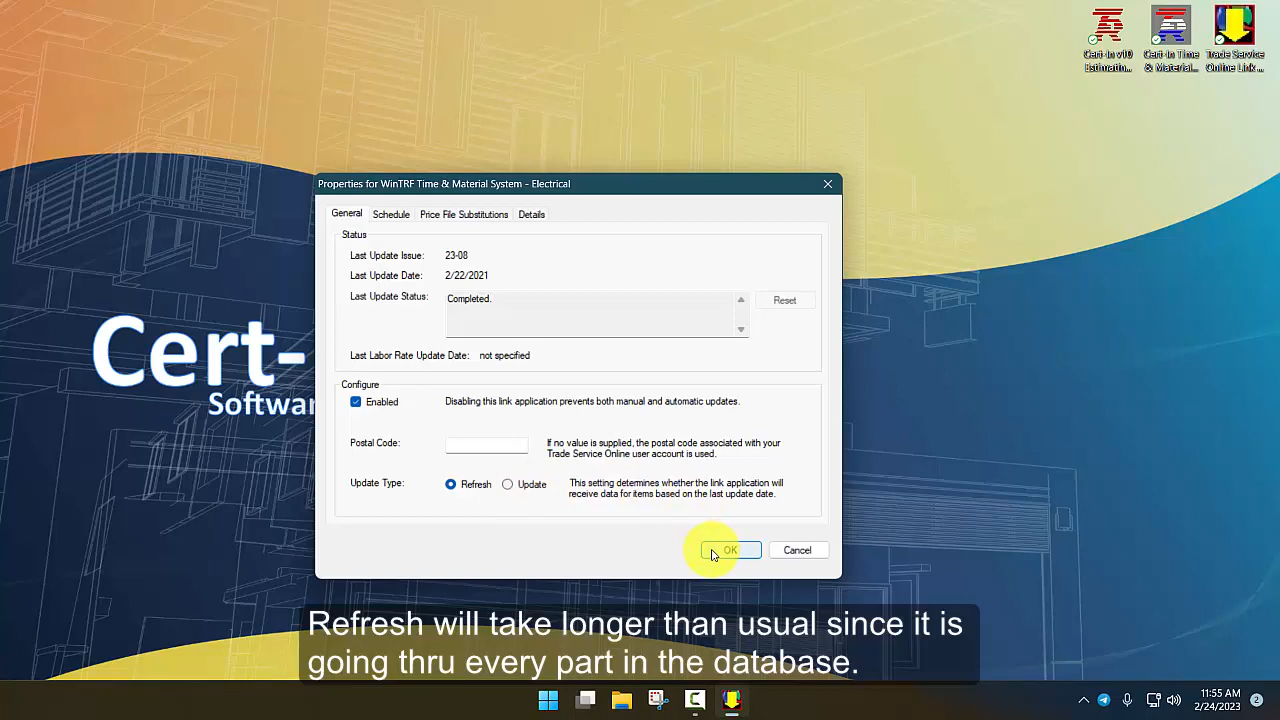 Cert-In v10
Estimatin...
Cert-In Time
& Material...
Trade Service
Online Link ...
Cert-
Softwar
Properties for WinTRF Time & Material System - Electrical
General
Schedule
Price File Substitutions
Details
Status
Last Update Issue: 23-08
Last Update Date: 2/22/2021
Last Update Status: Completed.
Reset
Last Labor Rate Update Date: not specified
Configure
Enabled
Disabling this link application prevents both manual and automatic updates.
Postal Code:
If no value is supplied, the postal code associated with your
Trade Service Online user account is used.
Update Type: Refresh Update
This setting determines whether the link application will
receive data for items based on the last update date.
OK
Cancel
Refresh will take longer than usual since it is
going thru every part in the database.
11:55 AM
2/24/2023
2